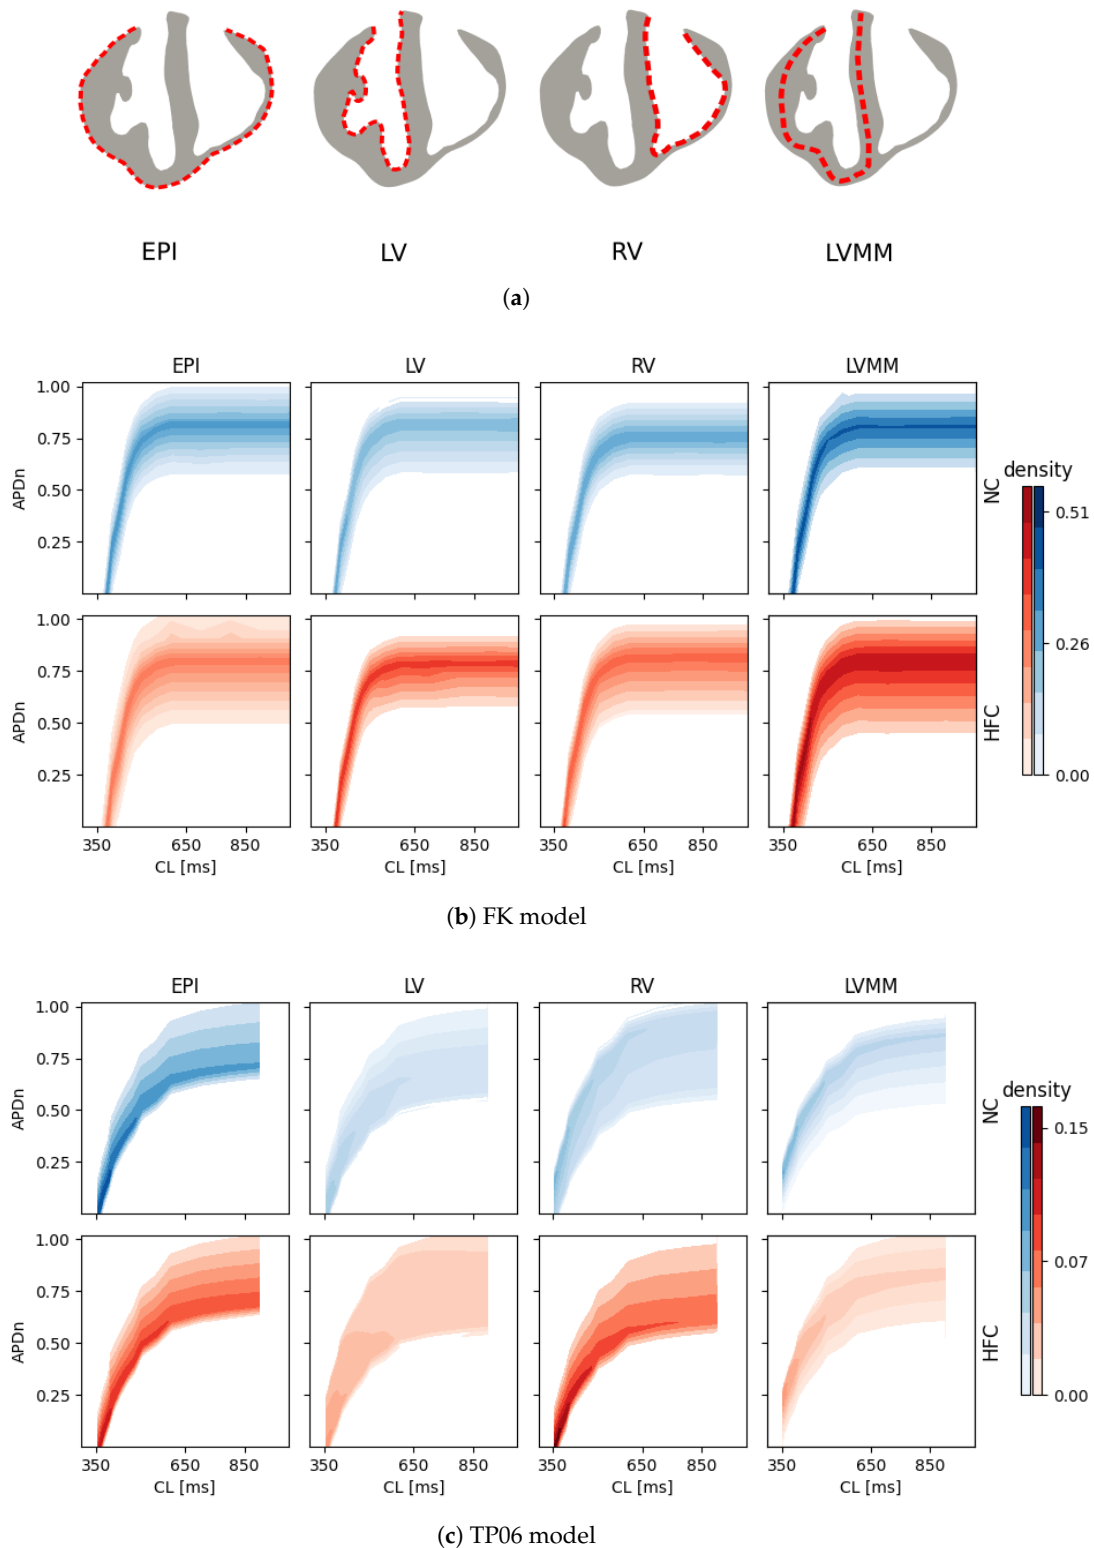 EPI LV RV LVMM
(a)
EPI LV RV LVMM
1.00
0.75
0.50
0.25
APDn
NC
density
0.51
0.26
0.00
1.00
0.75
0.50
0.25
APDn
HFC
350 650 850 350 650 850 350 650 850 350 650 850
CL [ms] CL [ms] CL [ms] CL [ms]
(b) FK model
EPI LV RV LVMM
1.00
0.75
0.50
0.25
APDn
NC
density
0.15
0.07
0.00
1.00
0.75
0.50
0.25
APDn
HFC
350 650 850 350 650 850 350 650 850 350 650 850
CL [ms] CL [ms] CL [ms] CL [ms]
(c) TP06 model